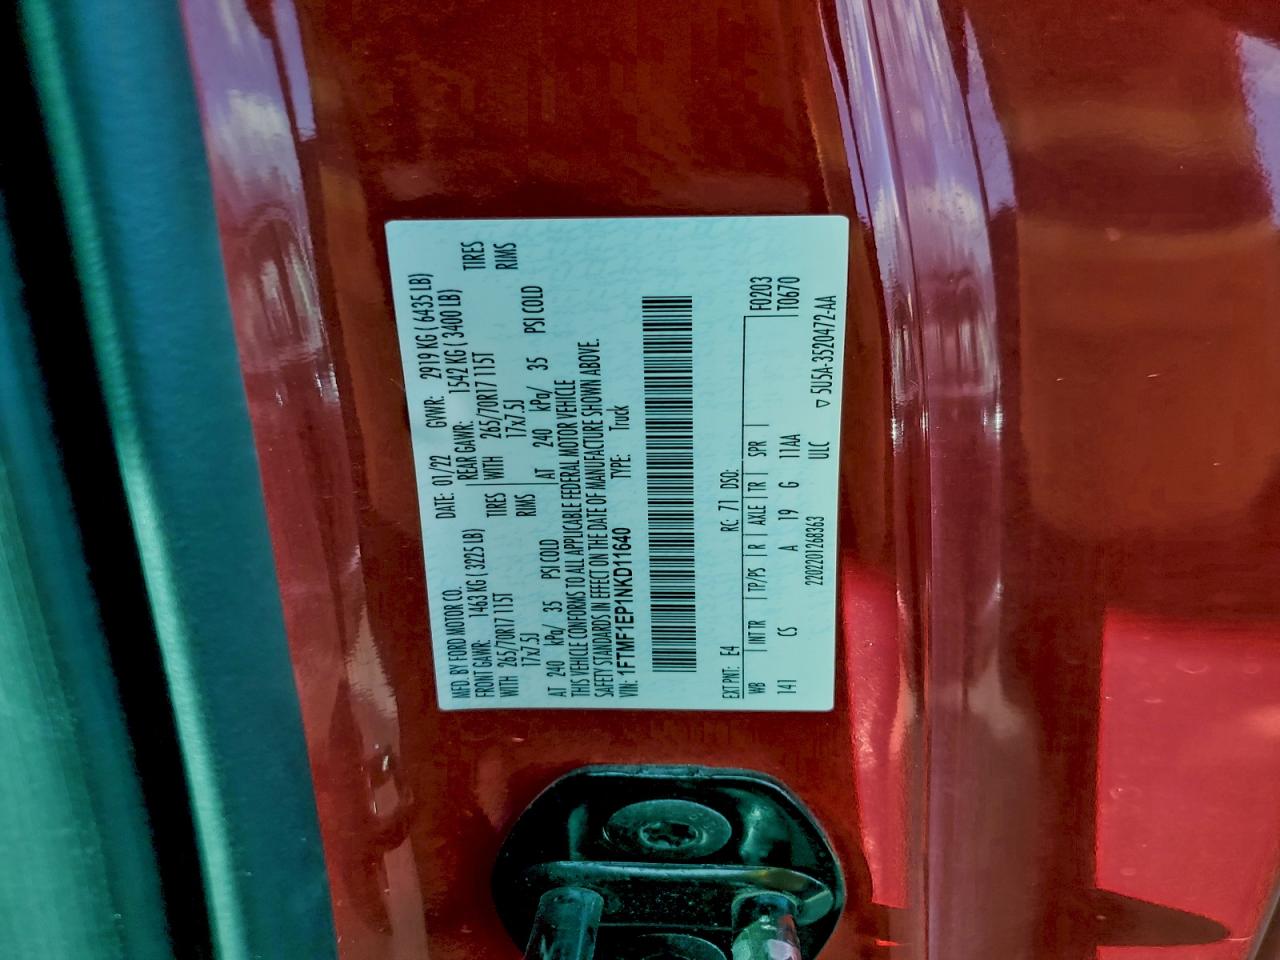 MFD. BY FORD MOTOR CO.
DATE: 01/22 GVWR: 2919 KG ( 6435 LB)
FRONT GAWR: 1463 KG ( 3225 LB) REAR GAWR: 1542 KG ( 3400 LB)
WITH 265/70R17 115T TIRES WITH 265/70R17 115T TIRES
17x7.5J RIMS 17x7.5J RIMS
AT 240 kPa/ 35 PSI COLD AT 240 kPa/ 35 PSI COLD
THIS VEHICLE CONFORMS TO ALL APPLICABLE FEDERAL MOTOR VEHICLE
SAFETY STANDARDS IN EFFECT ON THE DATE OF MANUFACTURE SHOWN ABOVE.
VIN: 1FTMF1EP1NKD11640 TYPE: Truck
EXT PNT: E4 RC: 71 DSO: F0203
WB INT TR TP/PS R AXLE TR SPR T0670
141 CS A 19 G 11AA
2202201268363 ULC
5U5A-3520472-AA